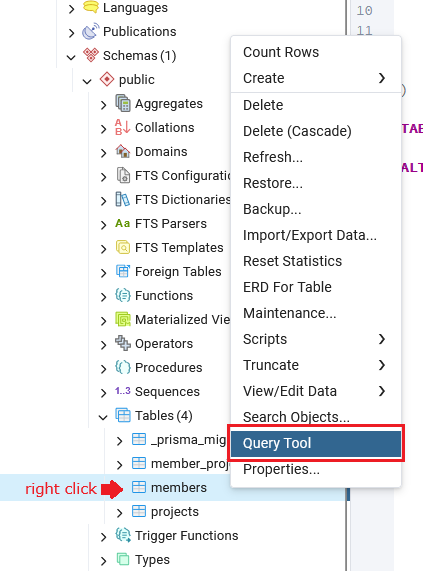 Languages
Publications
Schemas (1)
public
Aggregates
Collations
Domains
FTS Configuratio
FTS Dictionaries
FTS Parsers
FTS Templates
Foreign Tables
Functions
Materialized Vie
Operators
Procedures
1..3 Sequences
Tables (4)
_prisma_mig
member_proj
right click
members
projects
Trigger Functions
Types
Count Rows
Create
Delete
Delete (Cascade)
Refresh...
Restore...
Backup...
Import/Export Data...
Reset Statistics
ERD For Table
Maintenance...
Scripts
Truncate
View/Edit Data
Search Objects...
Query Tool
Properties...
10
11
)
TAB
ALT